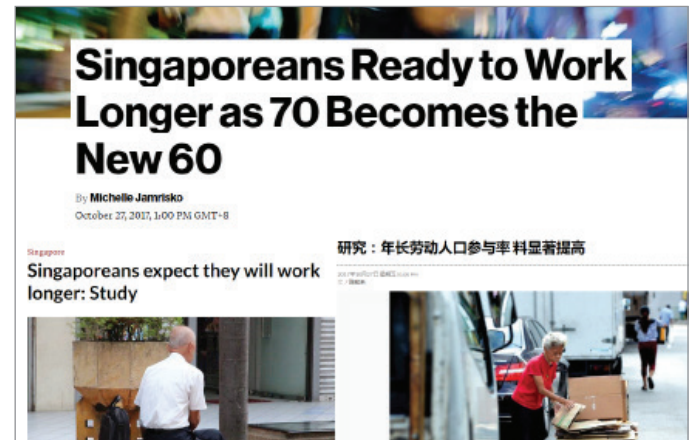 Singaporeans Ready to Work
Longer as 70 Becomes the
New 60
By Michelle Jamrisko
October 27, 2017, 1:00 PM GMT+8
Singapore
Singaporeans expect they will work
longer: Study
研究：年长劳动人口参与率 料显著提高